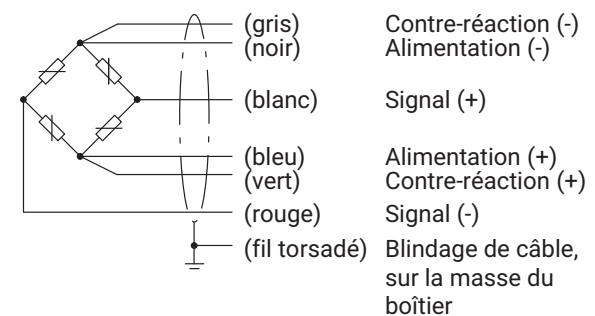 (gris) Contre-réaction (-)
(noir) Alimentation (-)
(blanc) Signal (+)
(bleu) Alimentation (+)
(vert) Contre-réaction (+)
(rouge) Signal (-)
(fil torsadé) Blindage de câble,
sur la masse du
boîtier